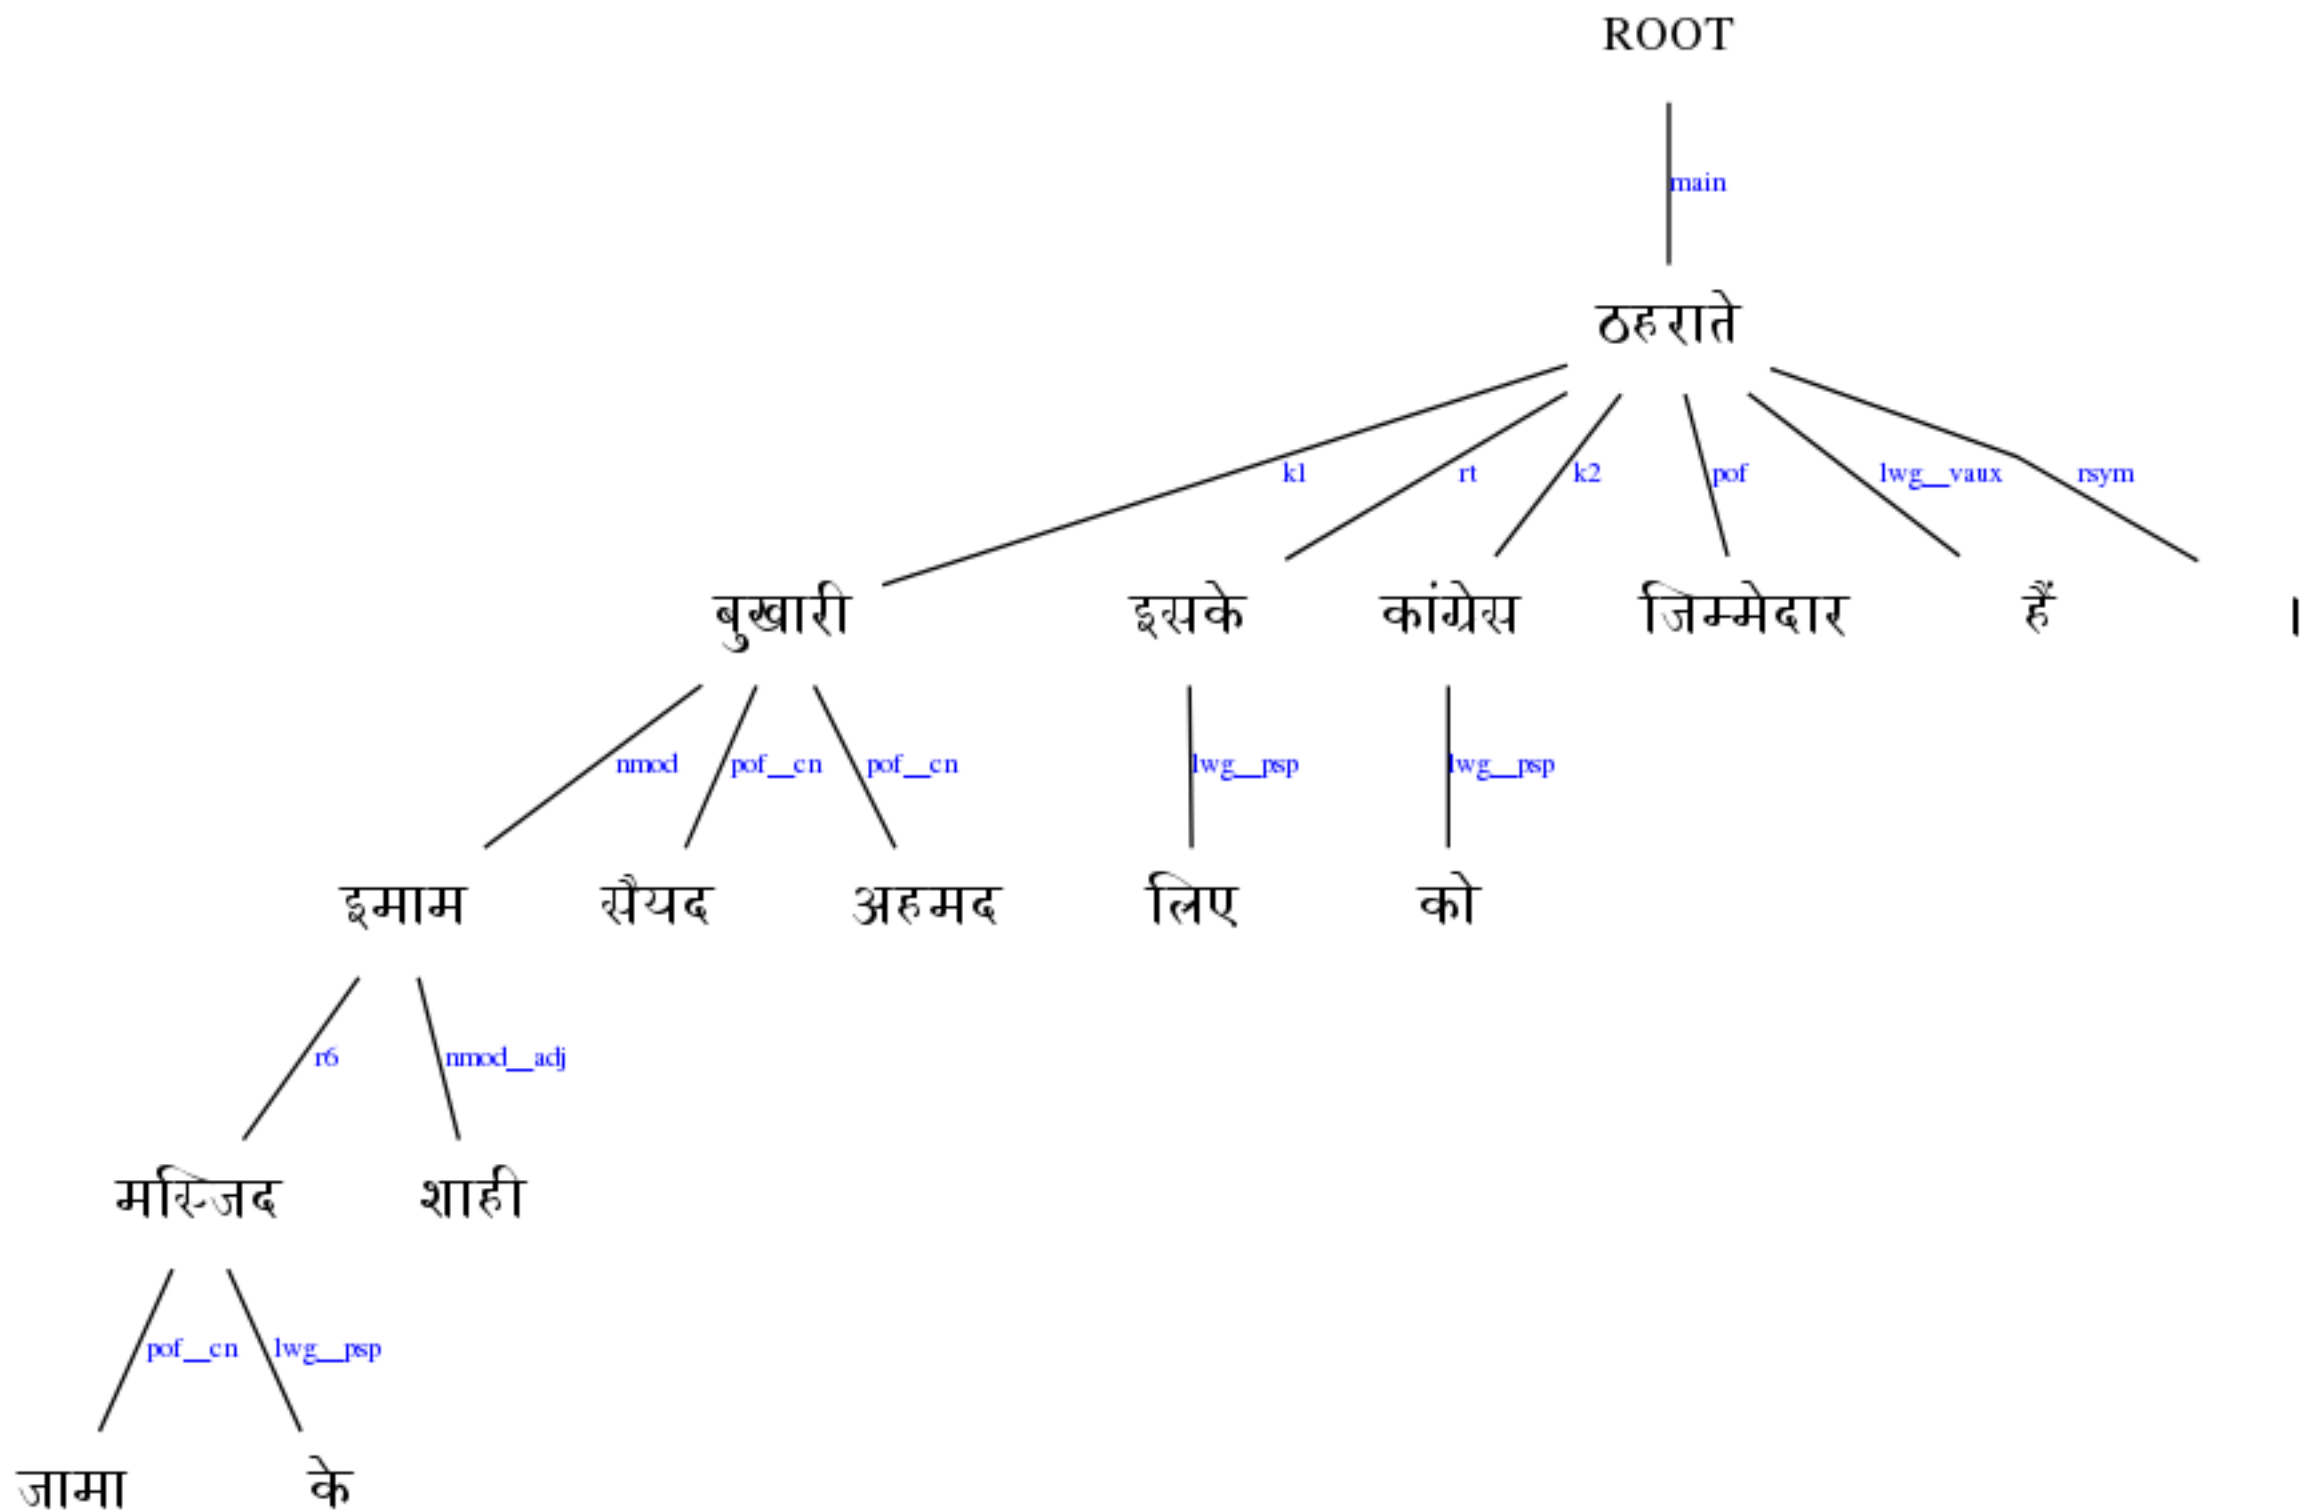 ROOT
main
ठहराते
k1 rt k2 pof lwg__vaux rsym
बुखारी इसके कांग्रेस जिम्मेदार हैं ।
nmod pof__cn pof__cn lwg__psp lwg__psp
इमाम सैयद अहमद लिए को
r6 nmod__adj
मस्जिद शाही
pof__cn lwg__psp
जामा के